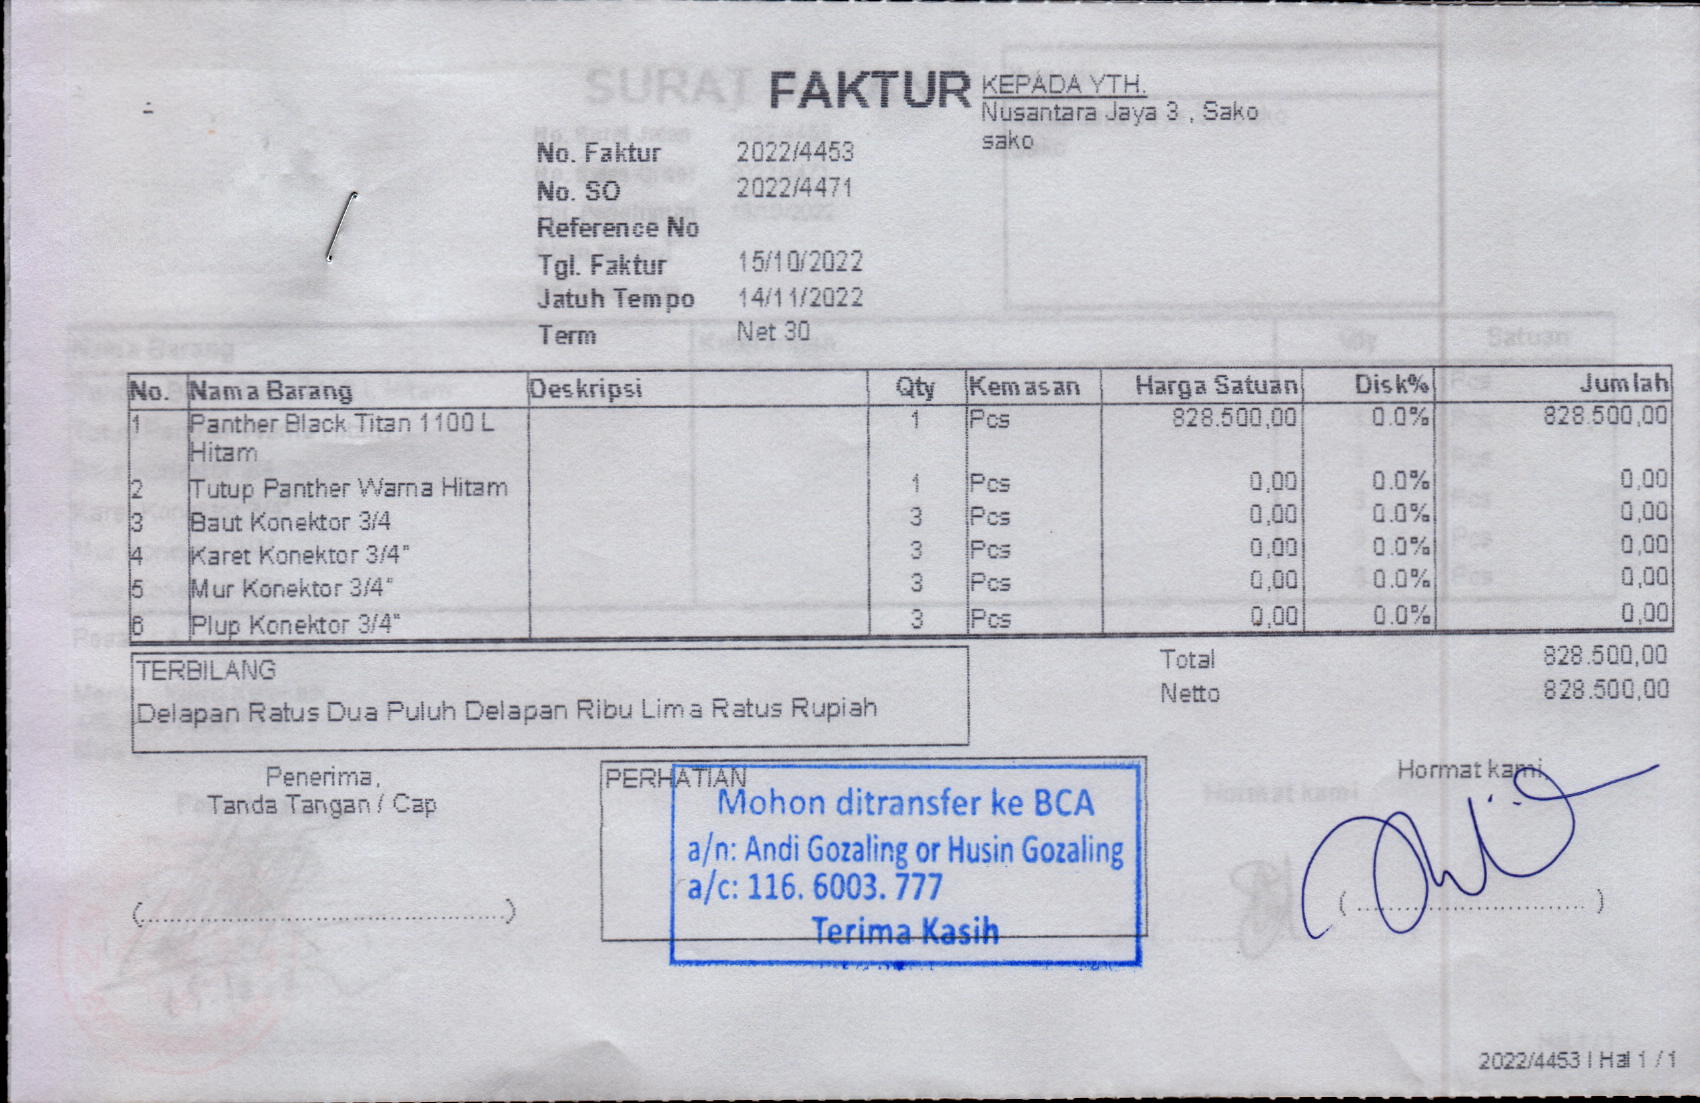 FAKTUR
KEPADA YTH.
Nusantara Jaya 3 , Sako
sako
No. Faktur 2022/4453
No. SO 2022/4471
Reference No
Tgl. Faktur 15/10/2022
Jatuh Tempo 14/11/2022
Term Net 30
No. Nama Barang Deskripsi Qty Kemasan Harga Satuan Disk% Jumlah
1 Panther Black Titan 1100 L 1 Pcs 828.500,00 0.0% 828.500,00
Hitam
2 Tutup Panther Warna Hitam 1 Pcs 0,00 0.0% 0,00
3 Baut Konektor 3/4 3 Pcs 0,00 0.0% 0,00
4 Karet Konektor 3/4" 3 Pcs 0,00 0.0% 0,00
5 Mur Konektor 3/4" 3 Pcs 0,00 0.0% 0,00
6 Plup Konektor 3/4" 3 Pcs 0,00 0.0% 0,00
TERBILANG
Delapan Ratus Dua Puluh Delapan Ribu Lima Ratus Rupiah
Total 828.500,00
Netto 828.500,00
Penerima,
Tanda Tangan / Cap
(..............................................)
PERHATIAN
Mohon ditransfer ke BCA
a/n: Andi Gozaling or Husin Gozaling
a/c: 116. 6003. 777
Terima Kasih
Hormat kami,
(..............................)
2022/4453 | Hal 1 / 1